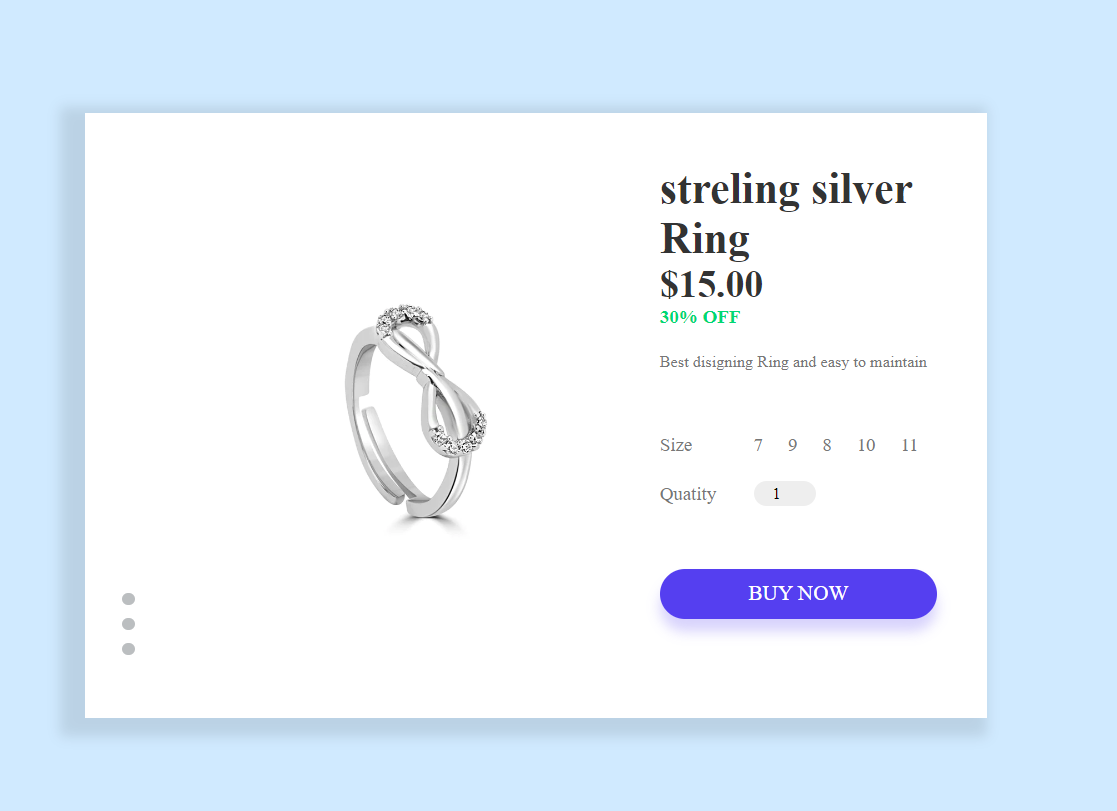 streling silver
Ring
$15.00
30% OFF
Best disigning Ring and easy to maintain
Size 7 9 8 10 11
Quatity 1
BUY NOW